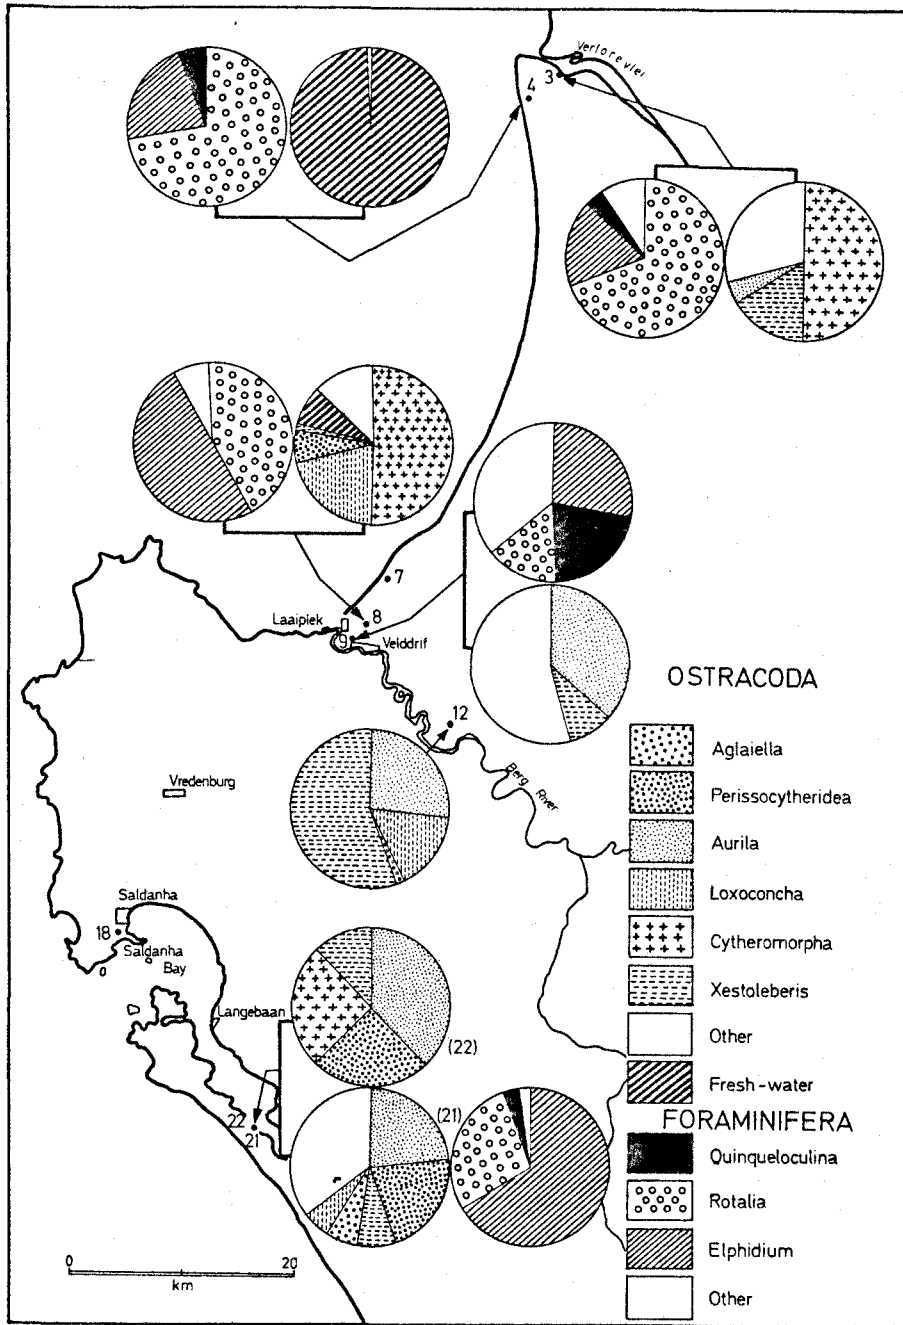 Verlorevlei
3
4
7
Laaiplek
8
9
Velddrif
12
Berg River
Vredenburg
Saldanha
18
Saldanha
Bay
Langebaan
(22)
(21)
22
21
0
20
km
OSTRACODA
Aglaiella
Perissocytheridea
Aurila
Loxoconcha
Cytheromorpha
Xestoleberis
Other
Fresh-water
FORAMINIFERA
Quinqueloculina
Rotalia
Elphidium
Other